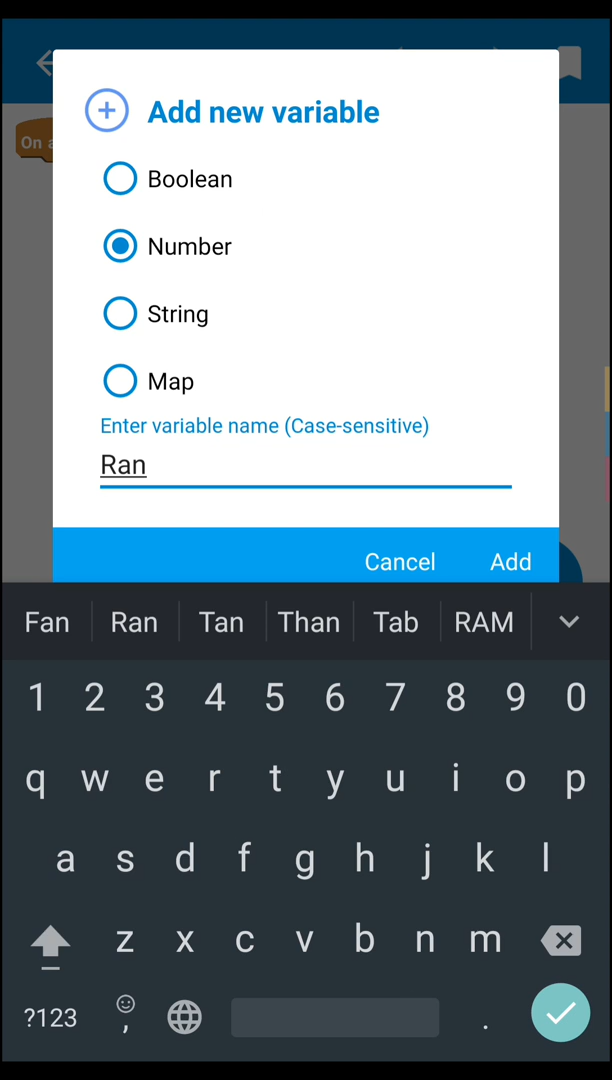 Add new variable
On a
Boolean
Number
String
Map
Enter variable name (Case-sensitive)
Ran
Cancel Add
Fan Ran Tan Than Tab RAM
1 2 3 4 5 6 7 8 9 0
q w e r t y u i o p
a s d f g h j k l
z x c v b n m
?123 , .